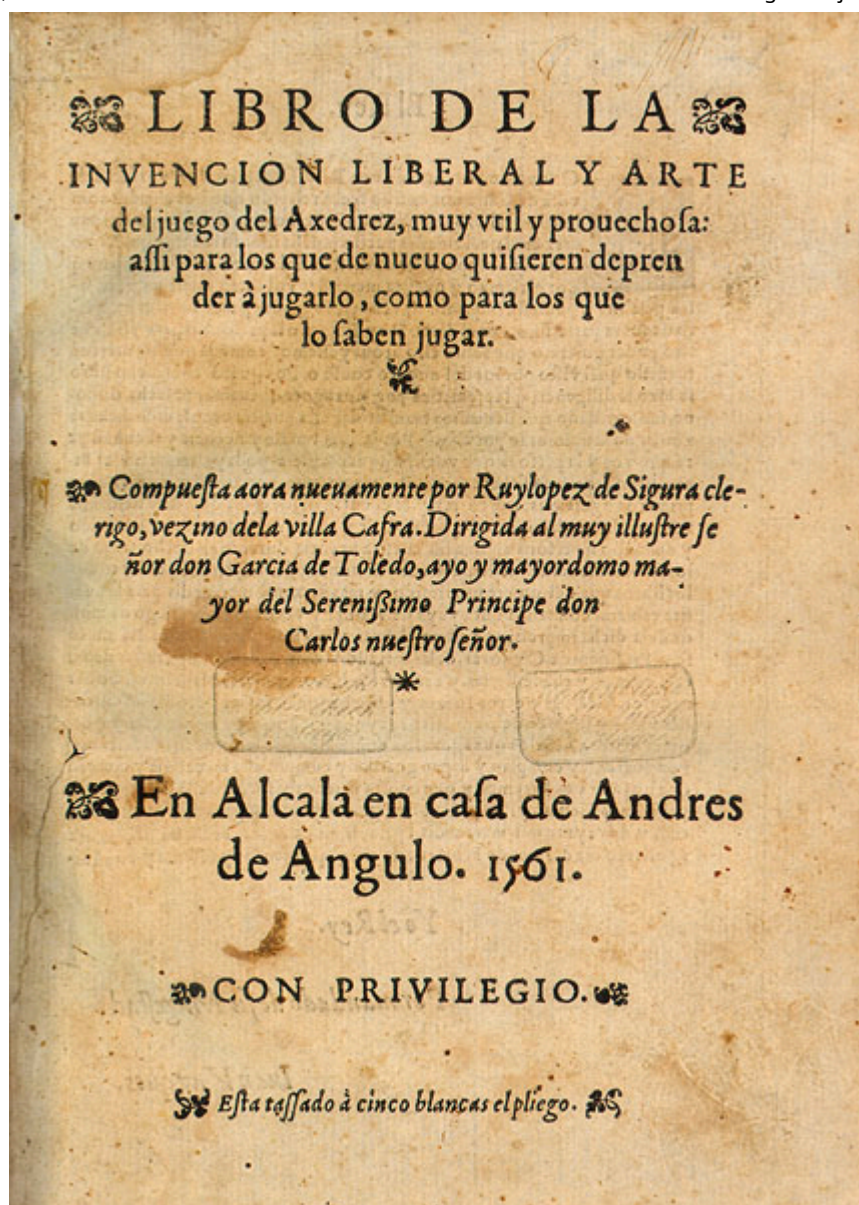 LIBRO DE LA
INVENCION LIBERAL Y ARTE
del juego del Axedrez, muy vtil y prouechoſa:
aſſi para los que de nueuo quiſieren depren
der à jugarlo, como para los que
lo ſaben jugar.
Compueſta aora nueuamente por Ruylopez de Sigura cle-
rigo, vezino dela villa Cafra. Dirigida al muy illuſtre ſe
ñor don Garcia de Toledo, ayo y mayordomo ma-
yor del Sereniſsimo Principe don
Carlos nueſtro ſeñor.
En Alcala en caſa de Andres
de Angulo. 1561.
CON PRIVILEGIO.
Eſta taſſado à cinco blancas el pliego.